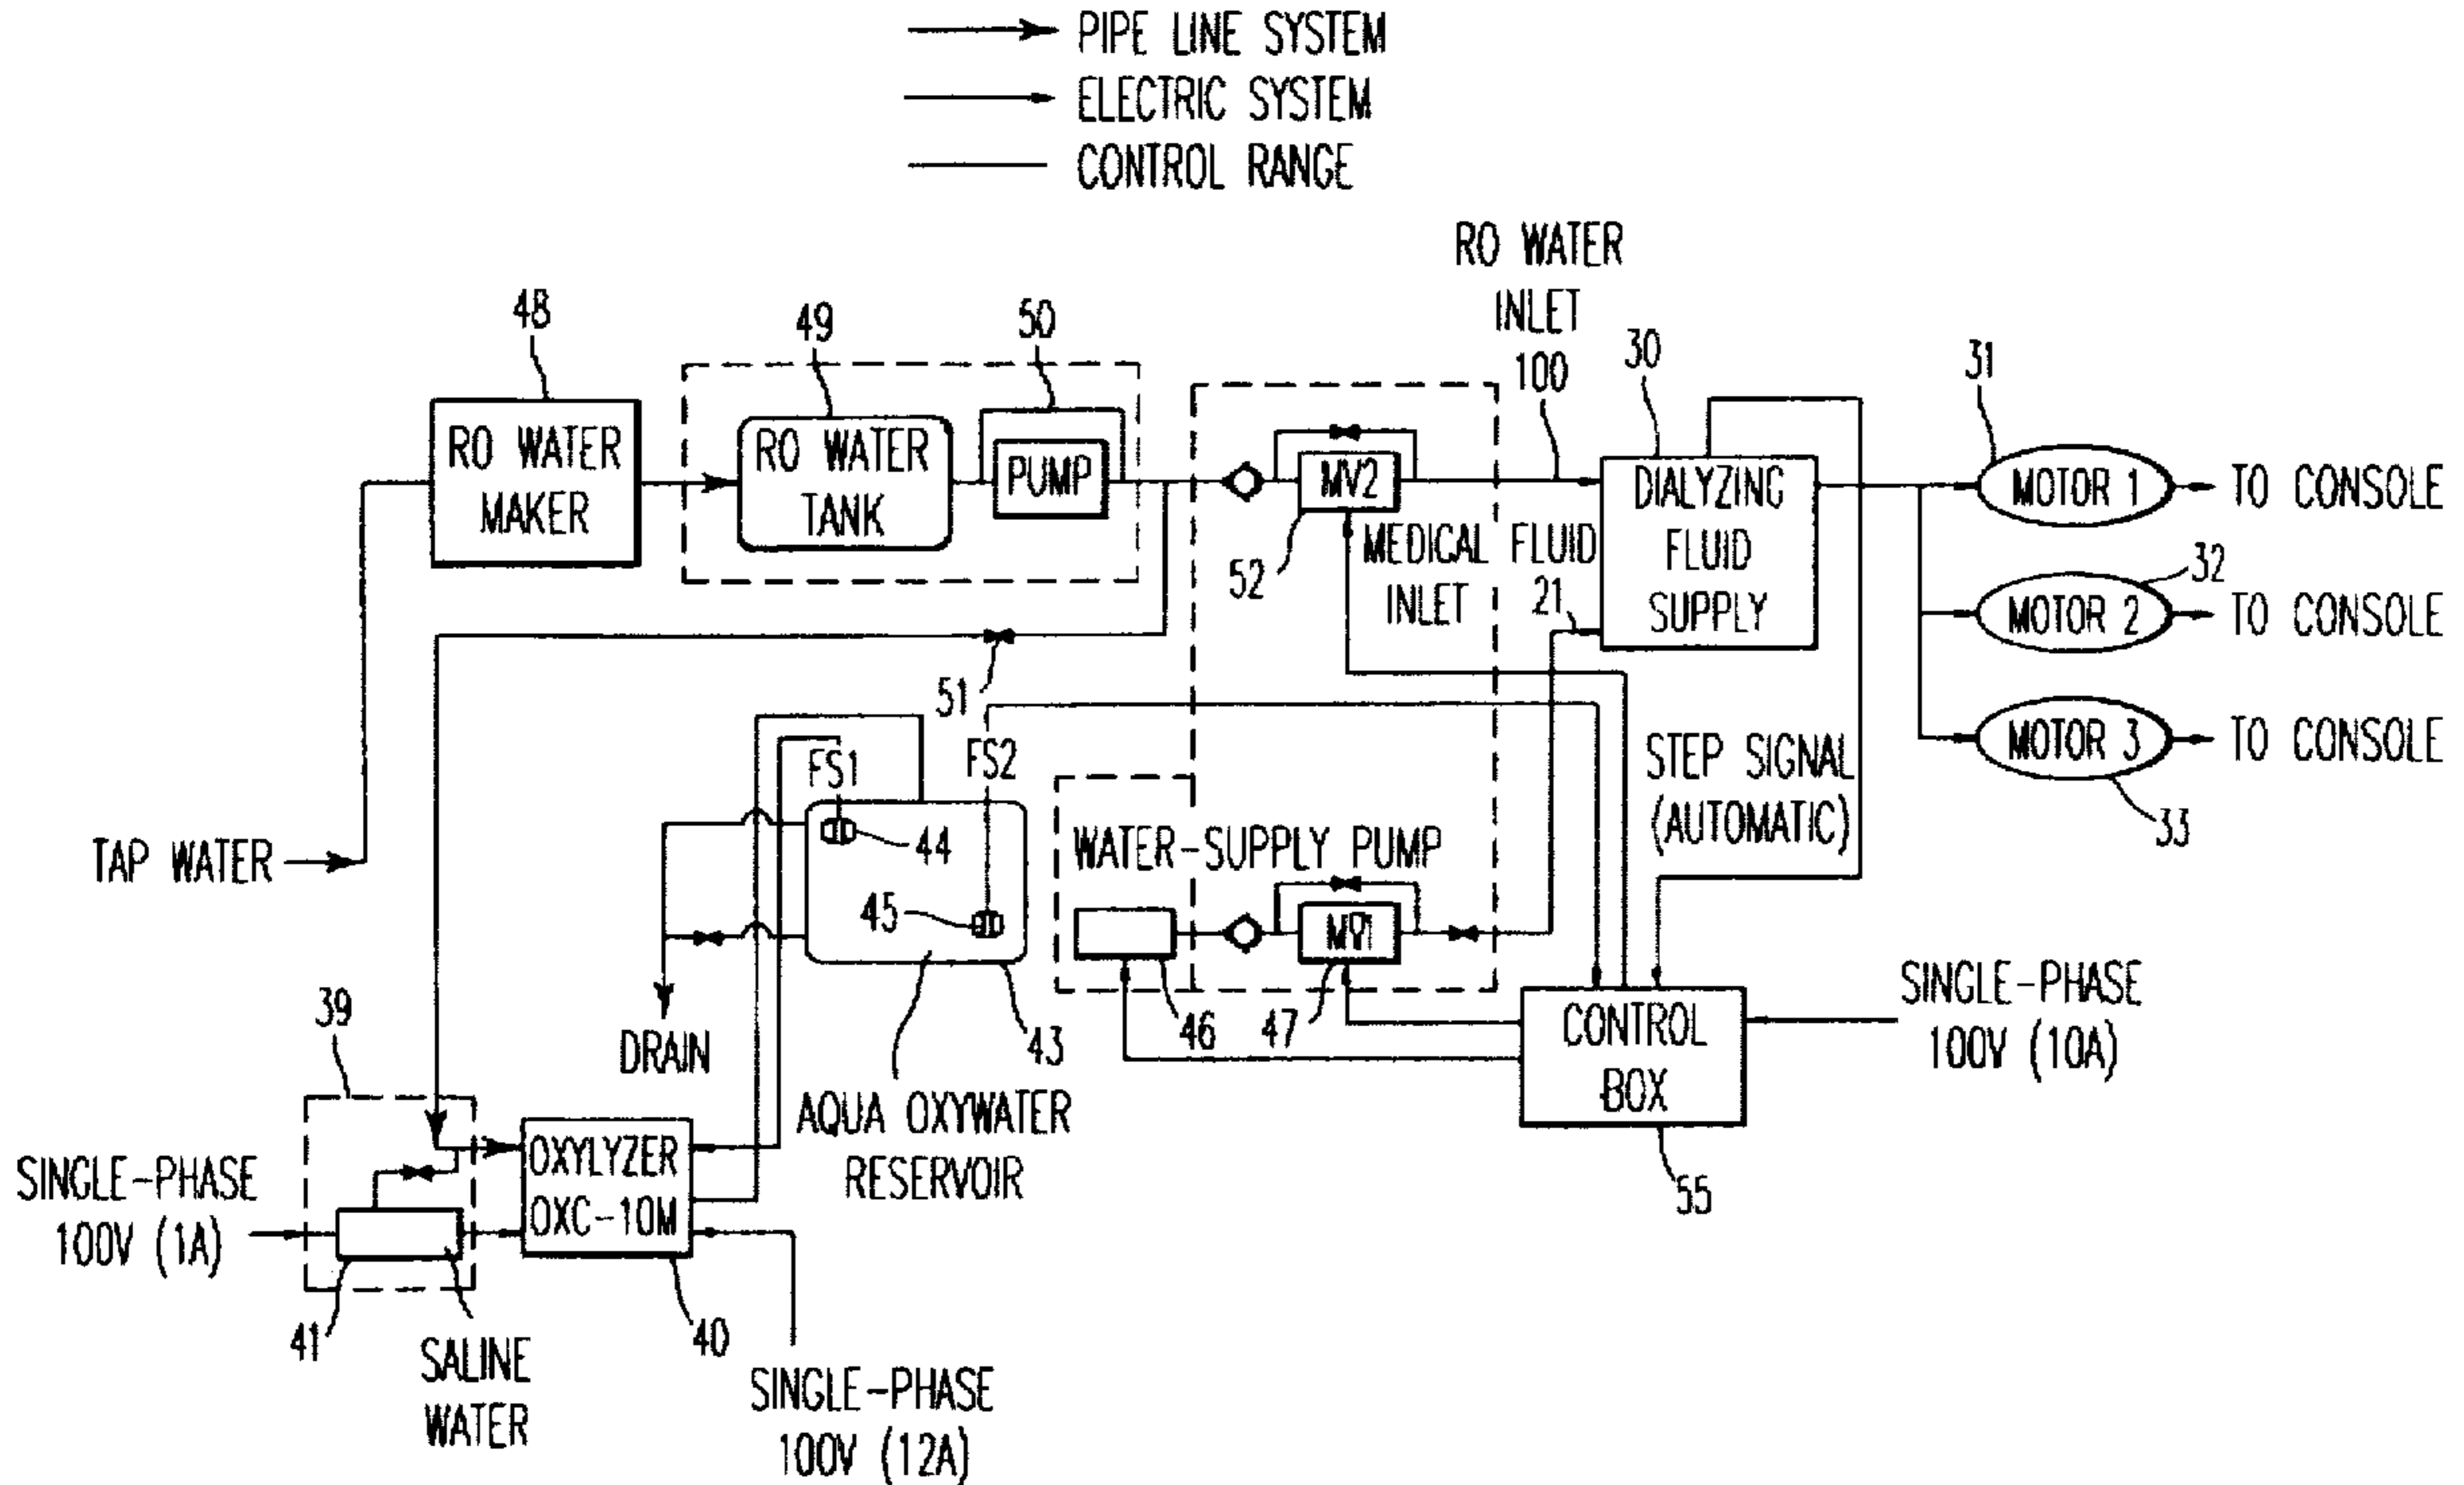 PIPE LINE SYSTEM
ELECTRIC SYSTEM
CONTROL RANGE
RO WATER
INLET
100
48
49
50
30
31
RO WATER
MAKER
RO WATER
TANK
PUMP
MV2
DIALYZING
FLUID
SUPPLY
MOTOR 1
TO CONSOLE
52
MEDICAL FLUID
INLET
21
32
MOTOR 2
TO CONSOLE
51
FS1
FS2
STEP SIGNAL
(AUTOMATIC)
MOTOR 3
TO CONSOLE
33
TAP WATER
44
45
WATER-SUPPLY PUMP
39
DRAIN
43
46
47
CONTROL
BOX
SINGLE-PHASE
100V (10A)
AQUA OXYWATER
RESERVOIR
55
SINGLE-PHASE
100V (1A)
OXYLYZER
OXC-10M
41
SALINE
WATER
40
SINGLE-PHASE
100V (12A)